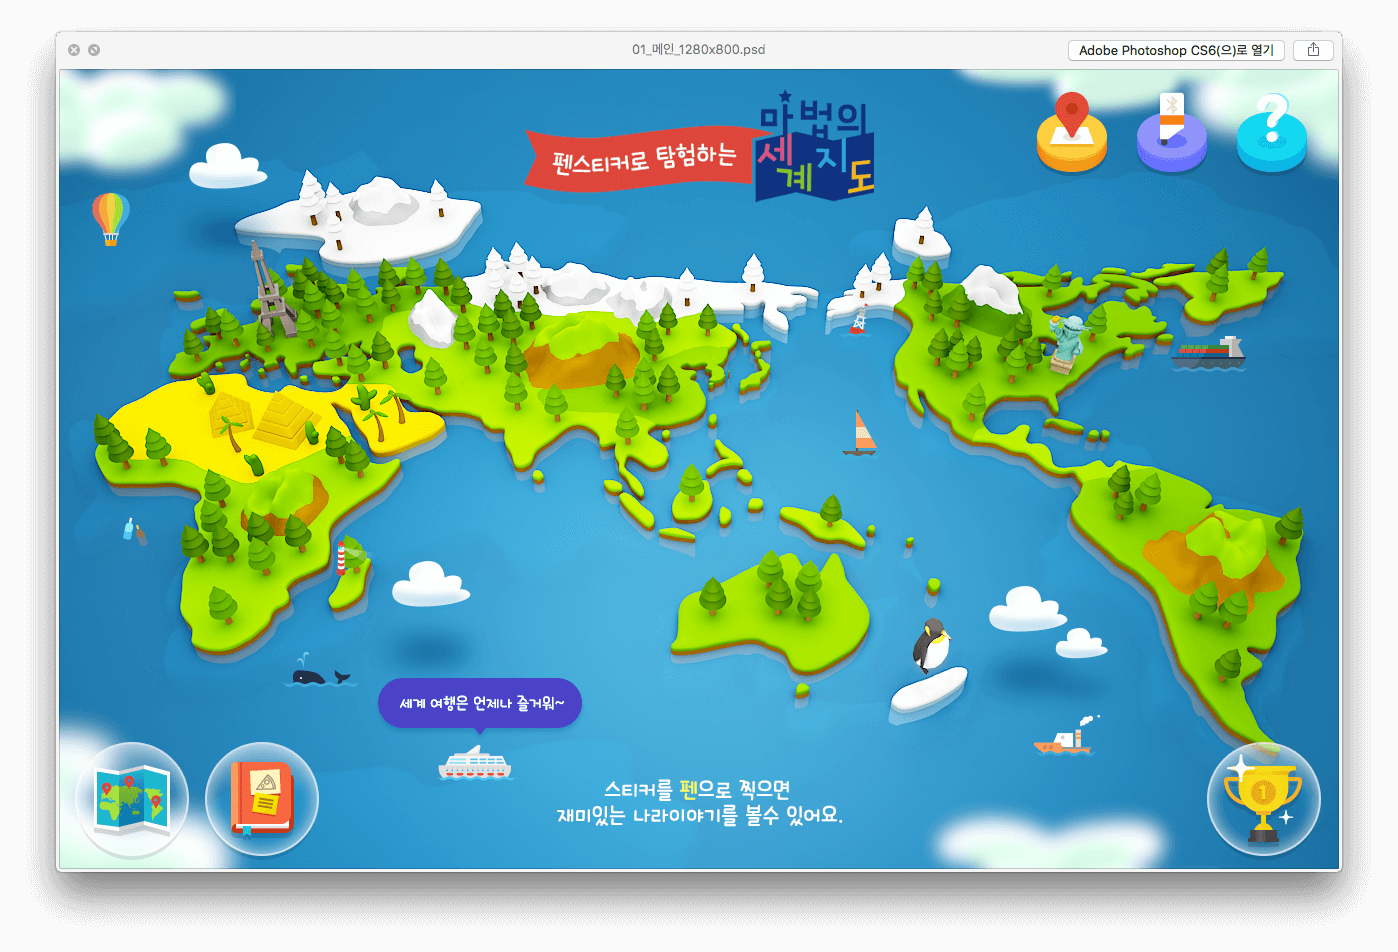 01_메인_1280x800.psd
Adobe Photoshop CS6(으)로 열기
펜스티커로 탐험하는
마법의
세계지도
?
세계 여행은 언제나 즐거워~
스티커를 펜으로 찍으면
재미있는 나라이야기를 볼수 있어요.
1